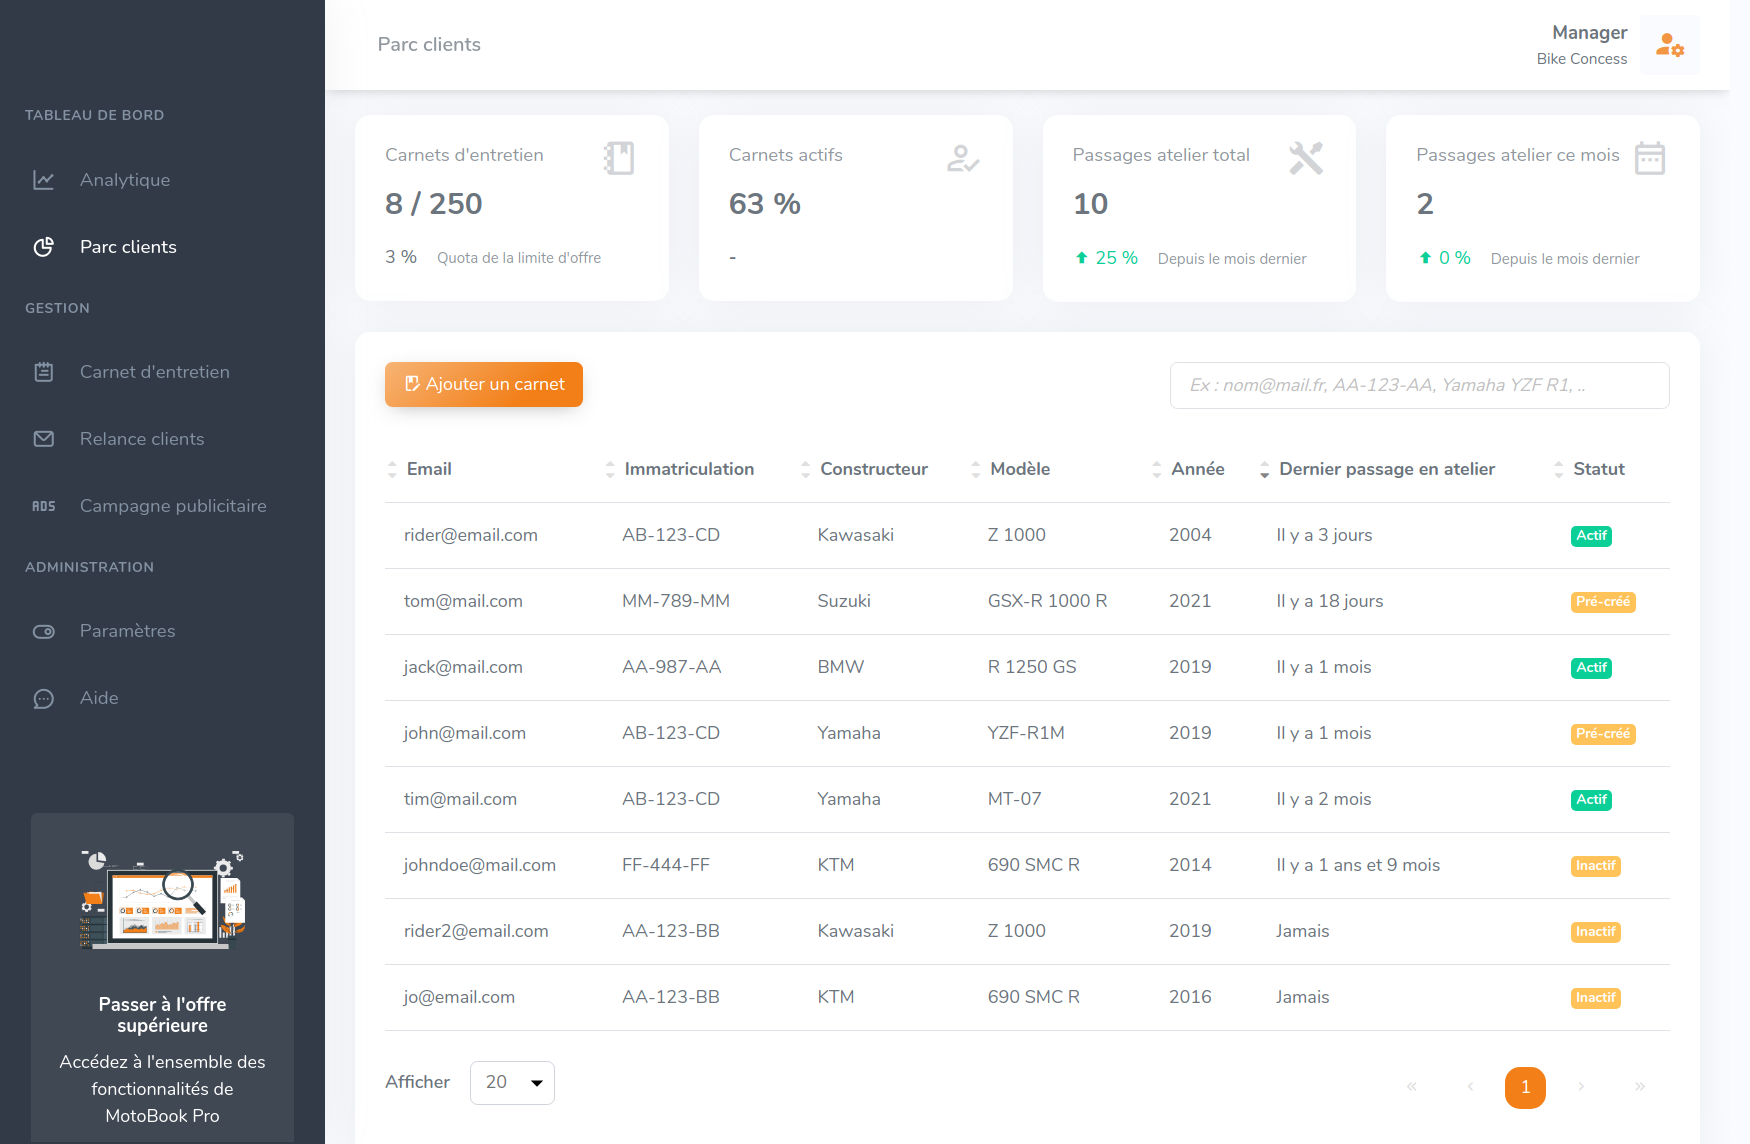 Parc clients
Manager
Bike Concess
TABLEAU DE BORD
Analytique
Parc clients
GESTION
Carnet d'entretien
Relance clients
ADS Campagne publicitaire
ADMINISTRATION
Paramètres
Aide
Passer à l'offre
supérieure
Accédez à l'ensemble des
fonctionnalités de
MotoBook Pro
Carnets d'entretien
8 / 250
3 % Quota de la limite d'offre
Carnets actifs
63 %
-
Passages atelier total
10
25 % Depuis le mois dernier
Passages atelier ce mois
2
0 % Depuis le mois dernier
Ajouter un carnet
Ex : nom@mail.fr, AA-123-AA, Yamaha YZF R1, ..
Email Immatriculation Constructeur Modèle Année Dernier passage en atelier Statut
rider@email.com AB-123-CD Kawasaki Z 1000 2004 Il y a 3 jours Actif
tom@mail.com MM-789-MM Suzuki GSX-R 1000 R 2021 Il y a 18 jours Pré-créé
jack@mail.com AA-987-AA BMW R 1250 GS 2019 Il y a 1 mois Actif
john@mail.com AB-123-CD Yamaha YZF-R1M 2019 Il y a 1 mois Pré-créé
tim@mail.com AB-123-CD Yamaha MT-07 2021 Il y a 2 mois Actif
johndoe@mail.com FF-444-FF KTM 690 SMC R 2014 Il y a 1 ans et 9 mois Inactif
rider2@email.com AA-123-BB Kawasaki Z 1000 2019 Jamais Inactif
jo@email.com AA-123-BB KTM 690 SMC R 2016 Jamais Inactif
Afficher 20
« ‹ 1 › »